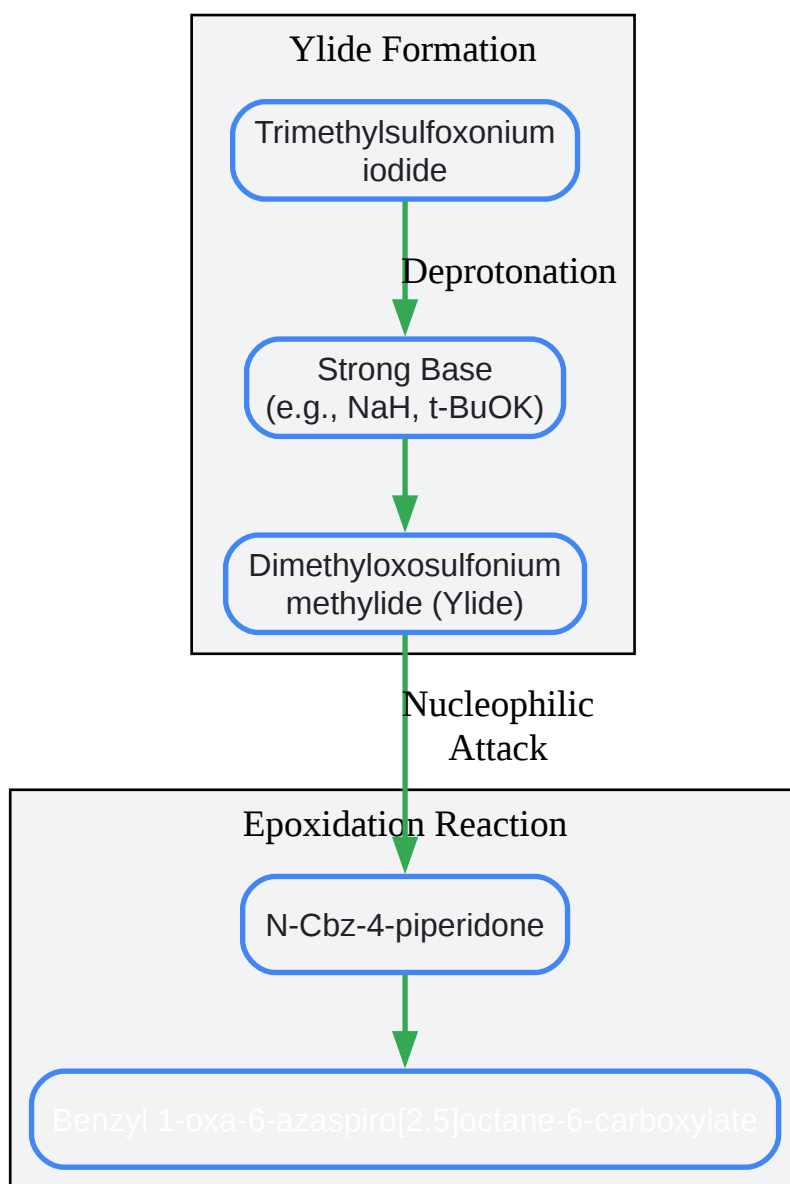 Ylide Formation
Trimethylsulfoxonium
iodide
Deprotonation
Strong Base
(e.g., NaH, t-BuOK)
Dimethyloxosulfonium
methylide (Ylide)
Nucleophilic
Attack
Epoxidation Reaction
N-Cbz-4-piperidone
Benzyl 1-oxa-6-azaspiro[2.5]octane-6-carboxylate